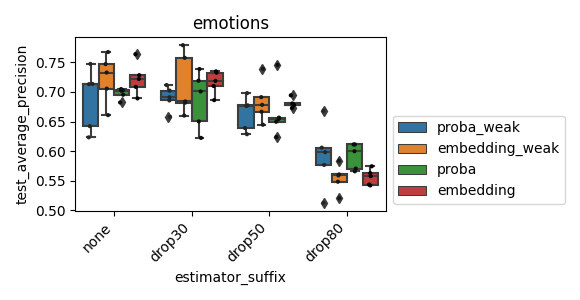 emotions
test_average_precision
0.75
0.70
0.65
0.60
0.55
0.50
none
drop30
drop50
drop80
estimator_suffix
proba_weak
embedding_weak
proba
embedding